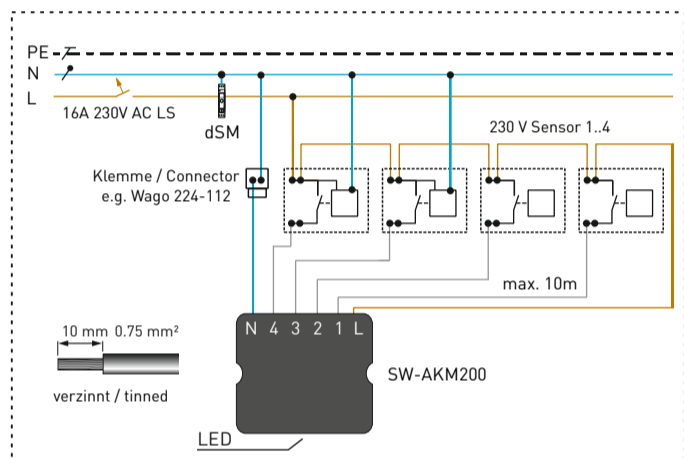 PE
N
L
16A 230V AC LS
dSM
230 V Sensor 1..4
Klemme / Connector
e.g. Wago 224-112
max. 10m
N 4 3 2 1 L
10 mm 0.75 mm²
SW-AKM200
verzinnt / tinned
LED